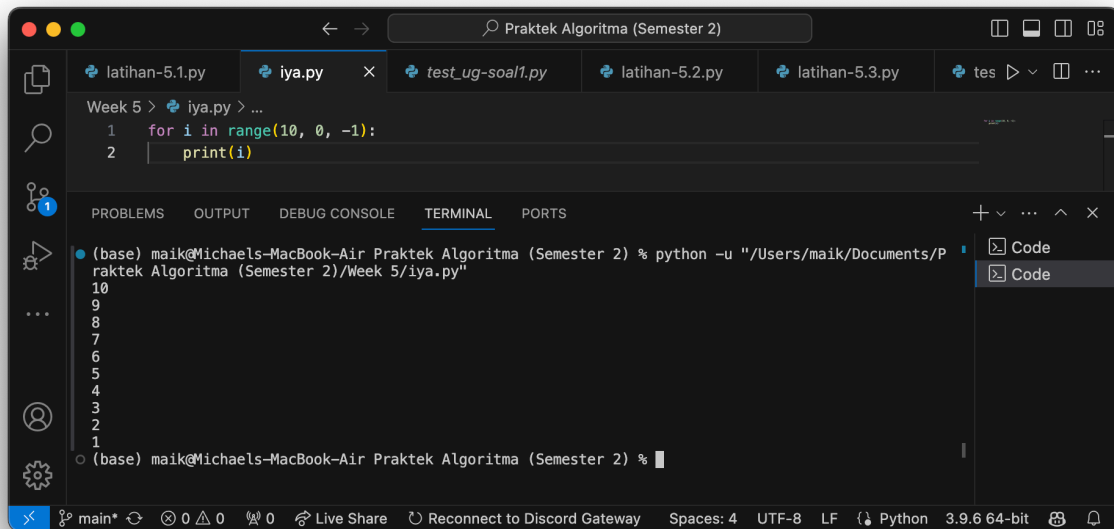 Praktek Algoritma (Semester 2)
latihan-5.1.py
iya.py
test_ug-soal1.py
latihan-5.2.py
latihan-5.3.py
tes
Week 5 > iya.py > ...
1 for i in range(10, 0, -1):
2 print(i)
PROBLEMS OUTPUT DEBUG CONSOLE TERMINAL PORTS
(base) maik@Michaels-MacBook-Air Praktek Algoritma (Semester 2) % python -u "/Users/maik/Documents/P
raktek Algoritma (Semester 2)/Week 5/iya.py"
10
9
8
7
6
5
4
3
2
1
(base) maik@Michaels-MacBook-Air Praktek Algoritma (Semester 2) %
Code
Code
1
main* 0 0 0 Live Share Reconnect to Discord Gateway Spaces: 4 UTF-8 LF Python 3.9.6 64-bit